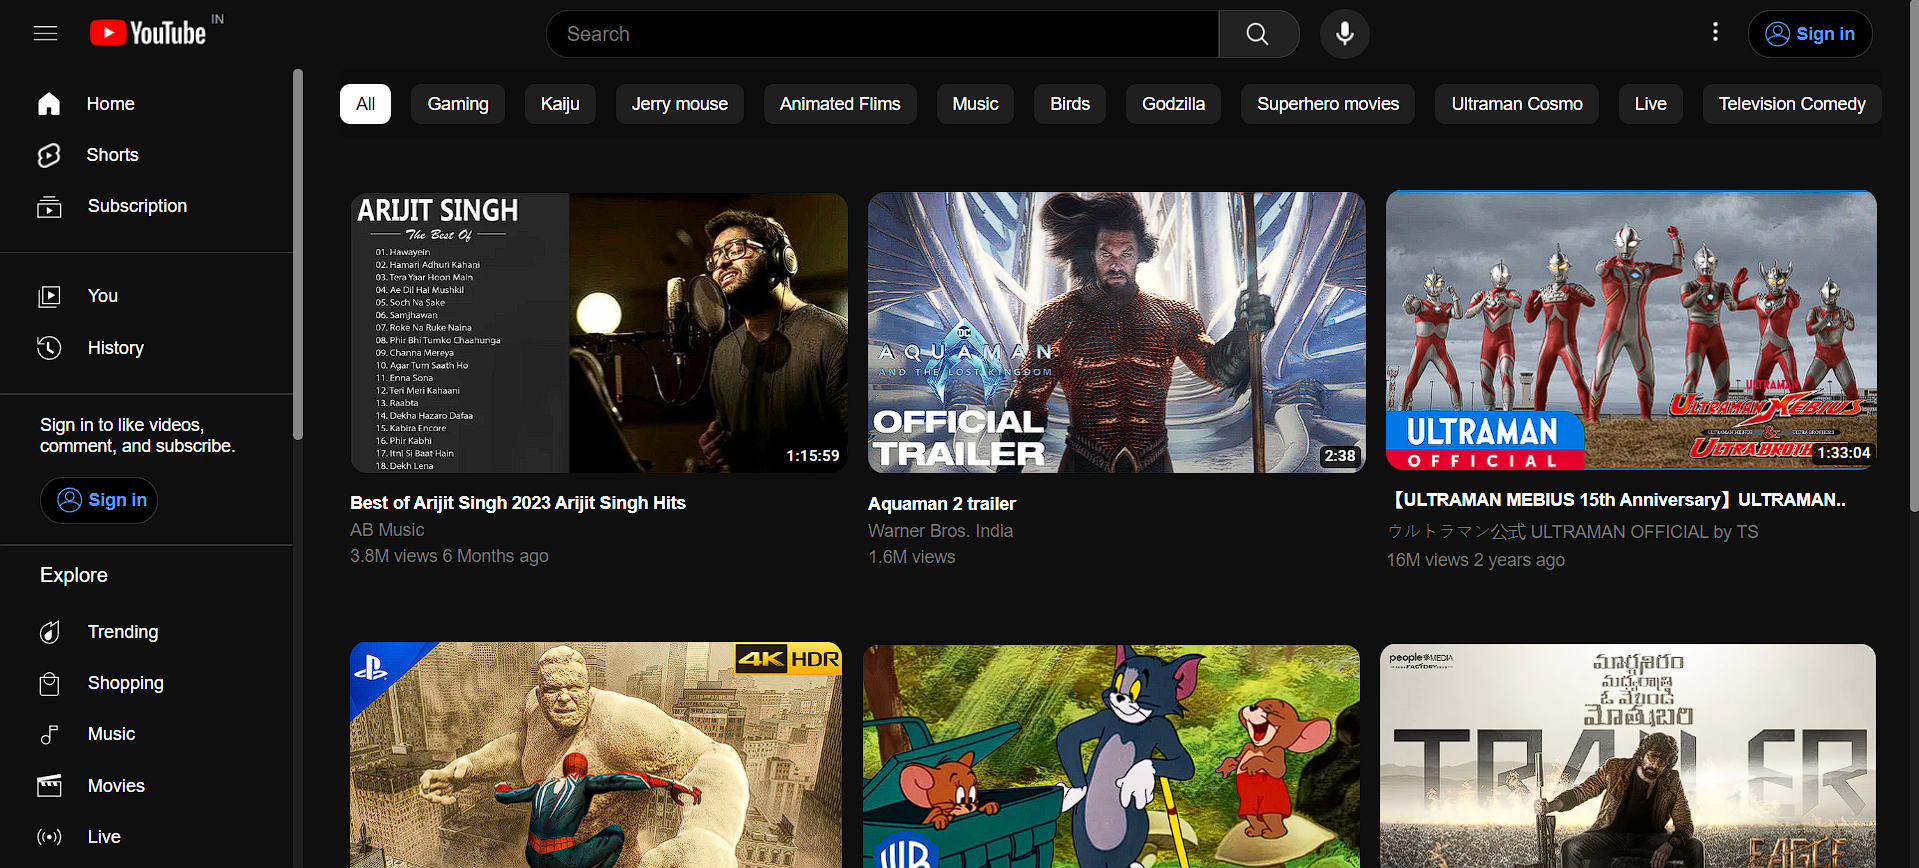 YouTube IN
Search
Sign in
Home
Shorts
Subscription
You
History
Sign in to like videos,
comment, and subscribe.
Sign in
Explore
Trending
Shopping
Music
Movies
Live
All
Gaming
Kaiju
Jerry mouse
Animated Flims
Music
Birds
Godzilla
Superhero movies
Ultraman Cosmo
Live
Television Comedy
ARIJIT SINGH
The Best Of
01. Hawayein
02. Hamari Adhuri Kahani
03. Tera Yaar Hoon Main
04. Ae Dil Hai Mushkil
05. Soch Na Sake
06. Samjhawan
07. Roke Na Ruke Naina
08. Phir Bhi Tumko Chaahunga
09. Channa Mereya
10. Agar Tum Saath Ho
11. Enna Sona
12. Teri Meri Kahaani
13. Raabta
14. Dekha Hazaro Dafaa
15. Kabira Encore
16. Phir Kabhi
17. Itni Si Baat Hain
18. Dekh Lena
1:15:59
Best of Arijit Singh 2023 Arijit Singh Hits
AB Music
3.8M views 6 Months ago
DC
AQUAMAN
AND THE LOST KINGDOM
OFFICIAL
TRAILER
2:38
Aquaman 2 trailer
Warner Bros. India
1.6M views
ULTRAMAN
OFFICIAL
ULTRAMAN
ULTRAMAN MEBIUS
&
ULTRABROTH
1:33:04
【ULTRAMAN MEBIUS 15th Anniversary】ULTRAMAN..
ウルトラマン公式 ULTRAMAN OFFICIAL by TS
16M views 2 years ago
4K HDR
WB
people MEDIA
FACTORY
మార్గశిరం
మధ్యరాత్రి
ఓ మొండి
మోతుబరి
TRAILER
EAGLE